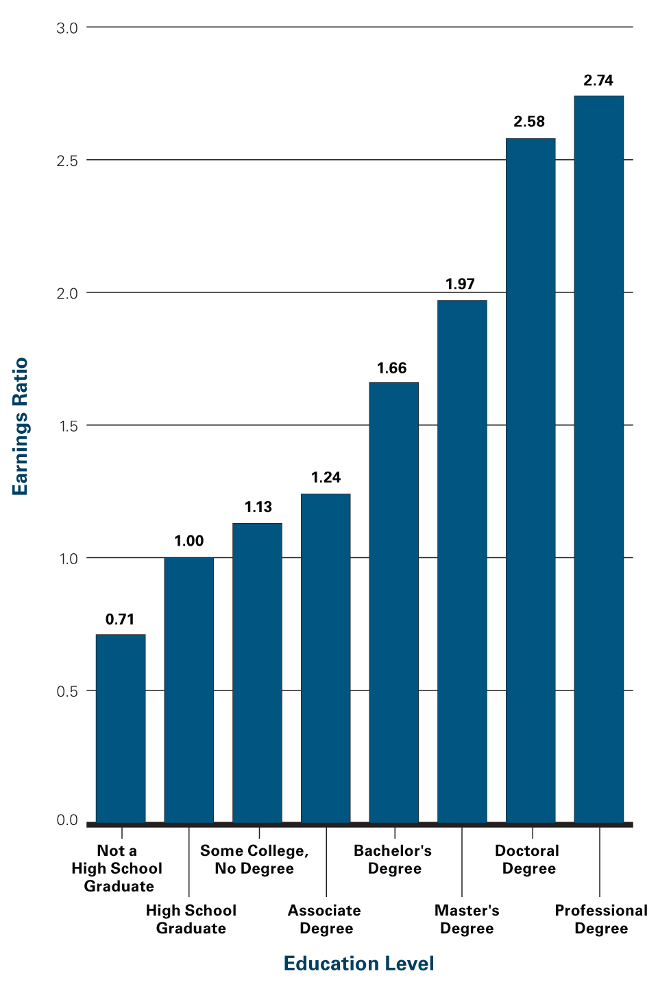 3.0
2.5
2.0
1.5
1.0
0.5
0.0
Earnings Ratio
0.71
1.00
1.13
1.24
1.66
1.97
2.58
2.74
Not a
High School
Graduate
High School
Graduate
Some College,
No Degree
Associate
Degree
Bachelor's
Degree
Master's
Degree
Doctoral
Degree
Professional
Degree
Education Level